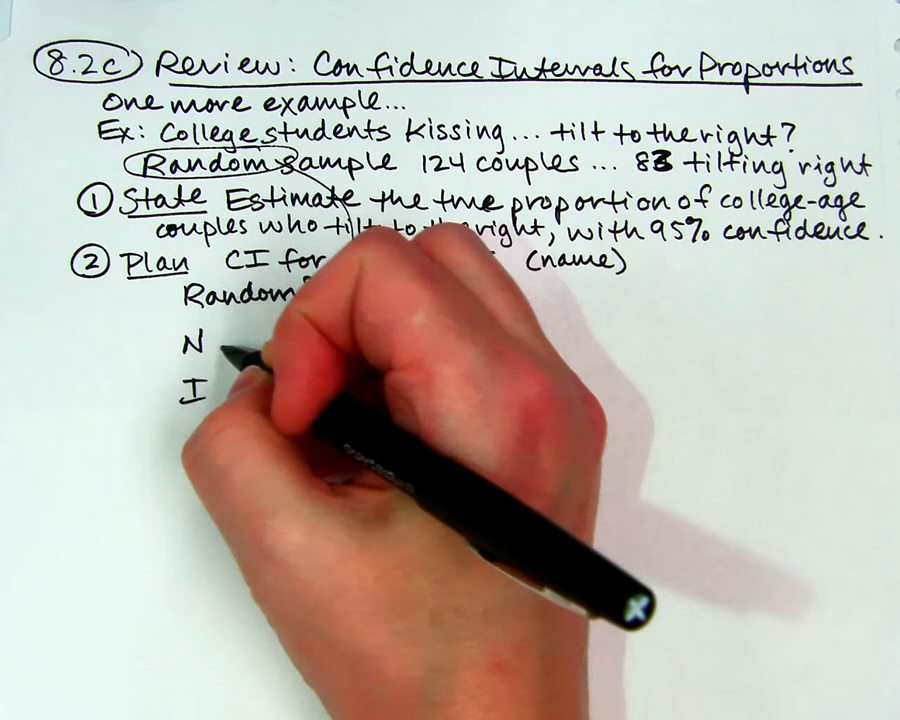 8.2c Review: Confidence Intervals for Proportions
One more example...
Ex: College students Kissing... tilt to the right?
Random sample 124 couples ... 83 tilting right
① State Estimate the true proportion of college-age
couples who tilt to the right, with 95% confidence.
② Plan CI for (name)
Random
N
I